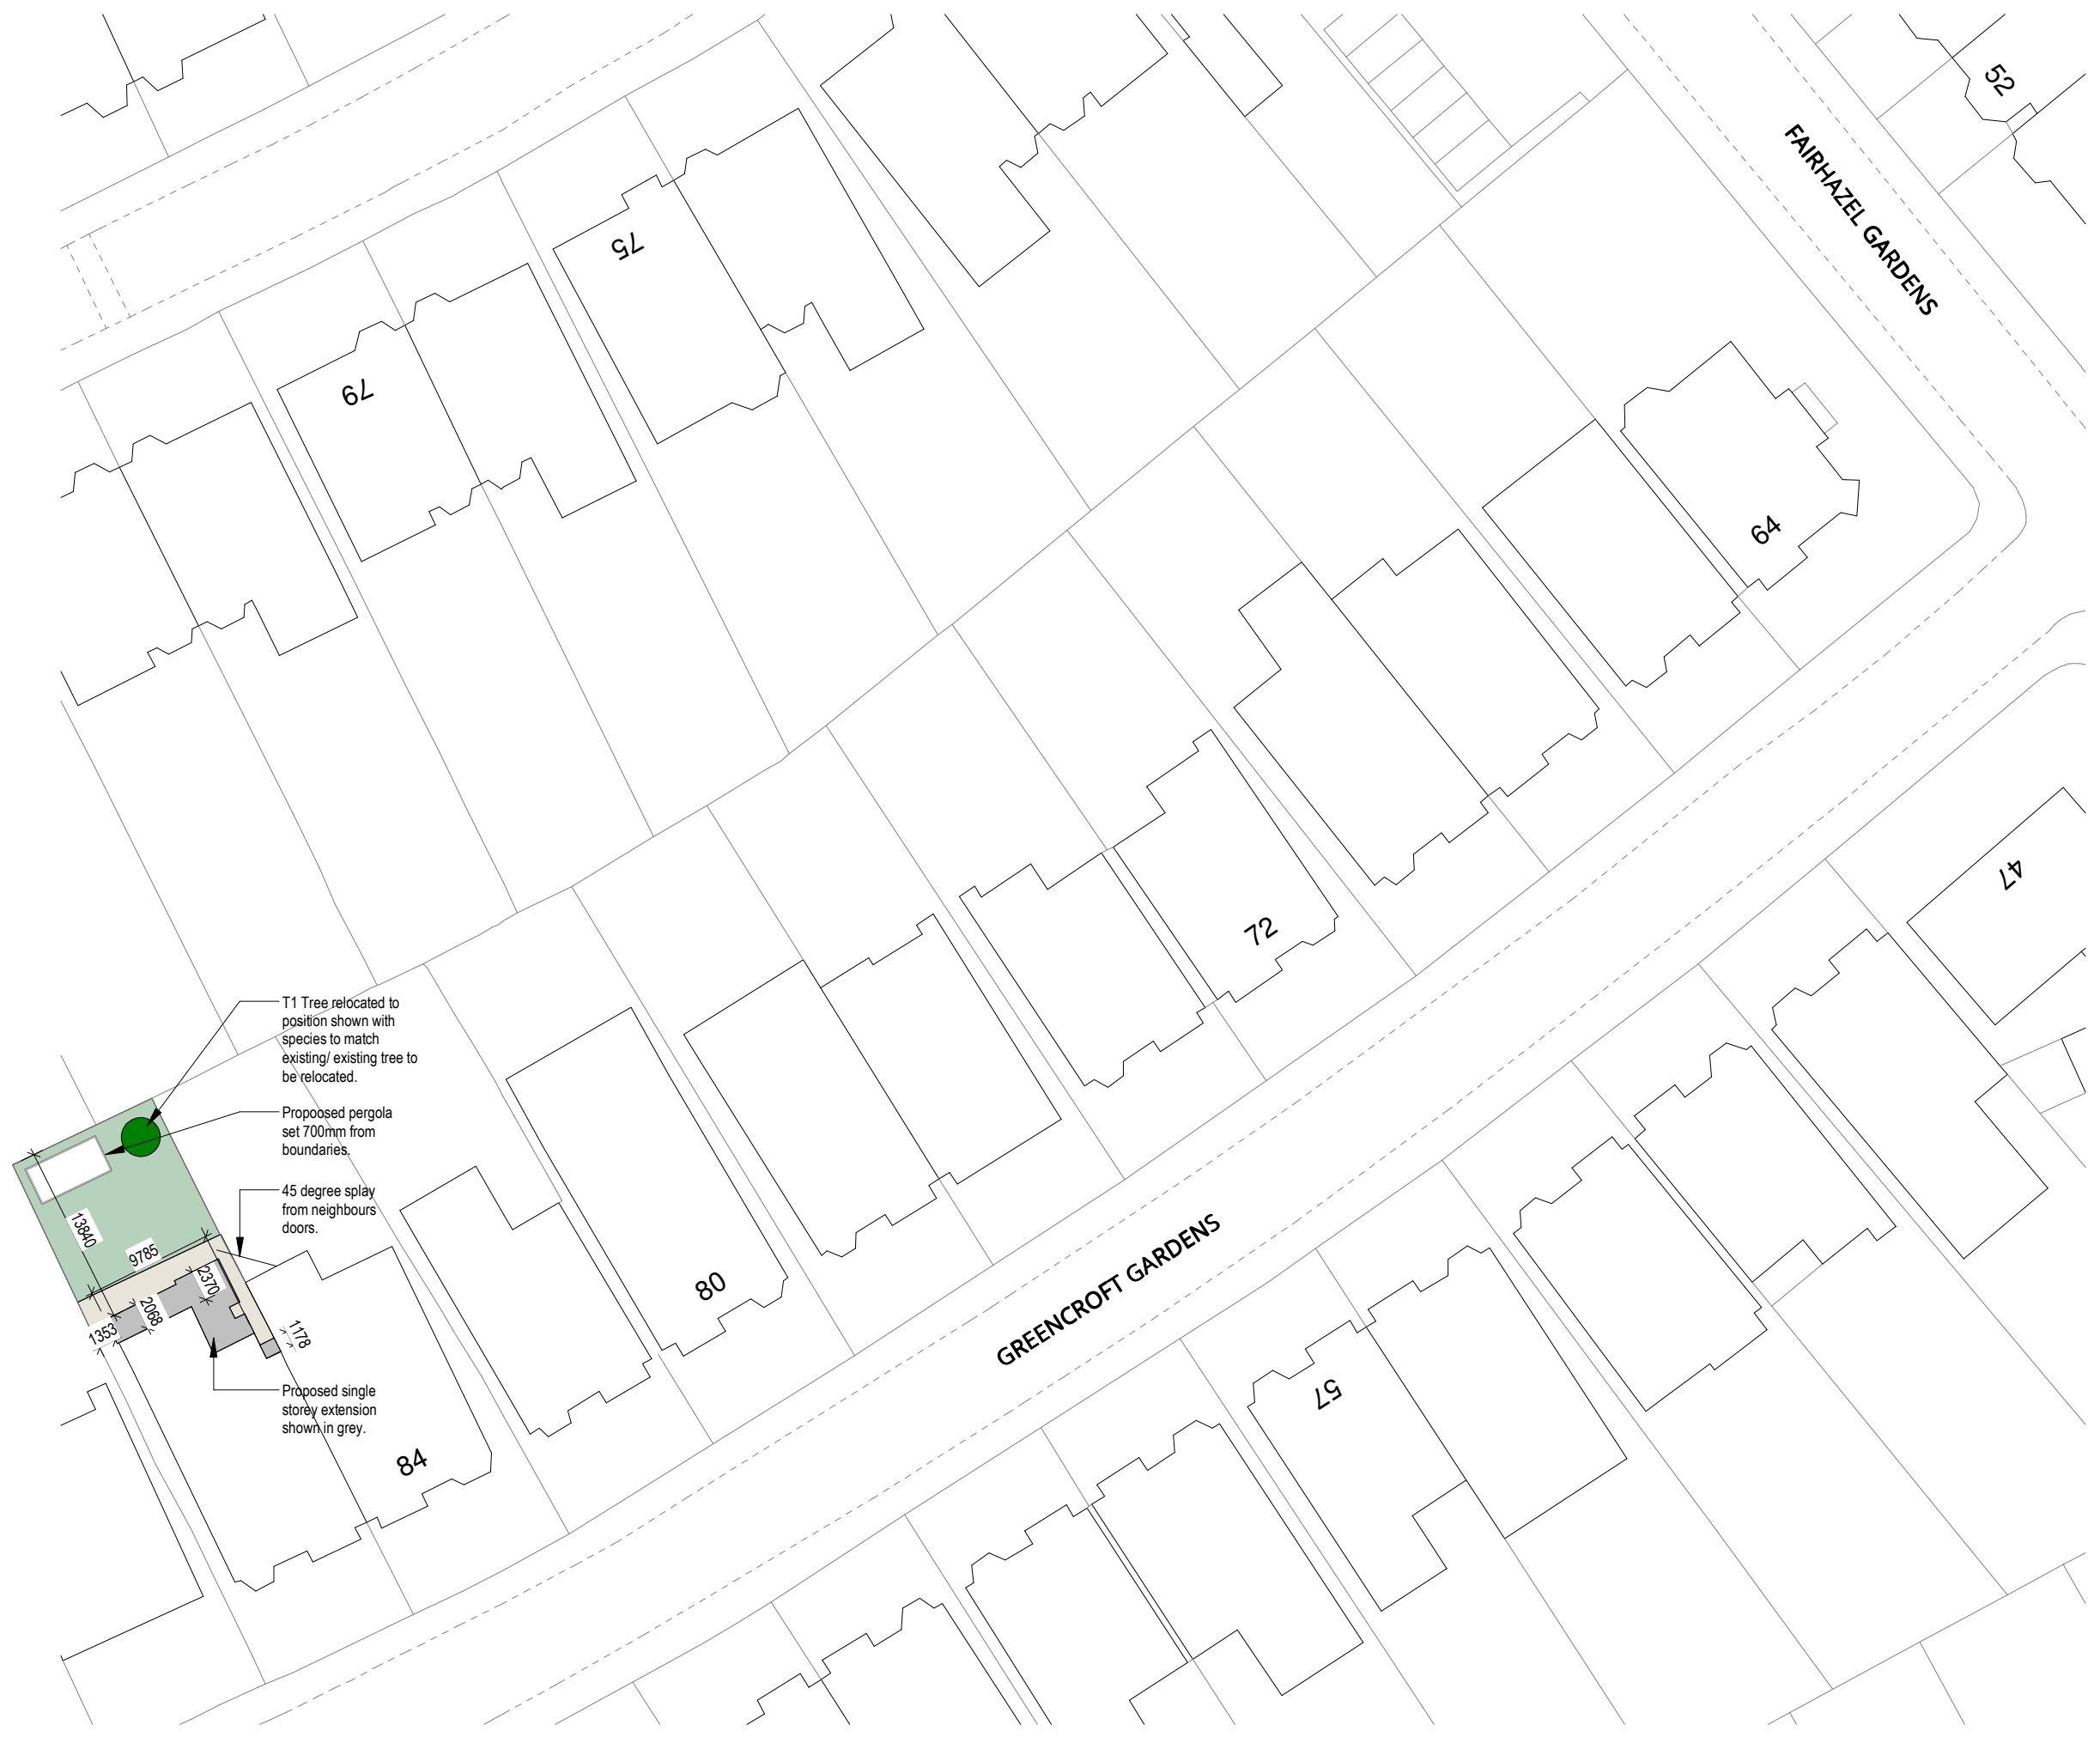 52
FAIRHAZEL GARDENS
75
79
64
47
72
T1 Tree relocated to
position shown with
species to match
existing/ existing tree to
be relocated.
Propoosed pergola
set 700mm from
boundaries.
45 degree splay
from neighbours
doors.
13840
9785
2370
2068
1353
1178
80
GREENCROFT GARDENS
57
Proposed single
storey extension
shown in grey.
84